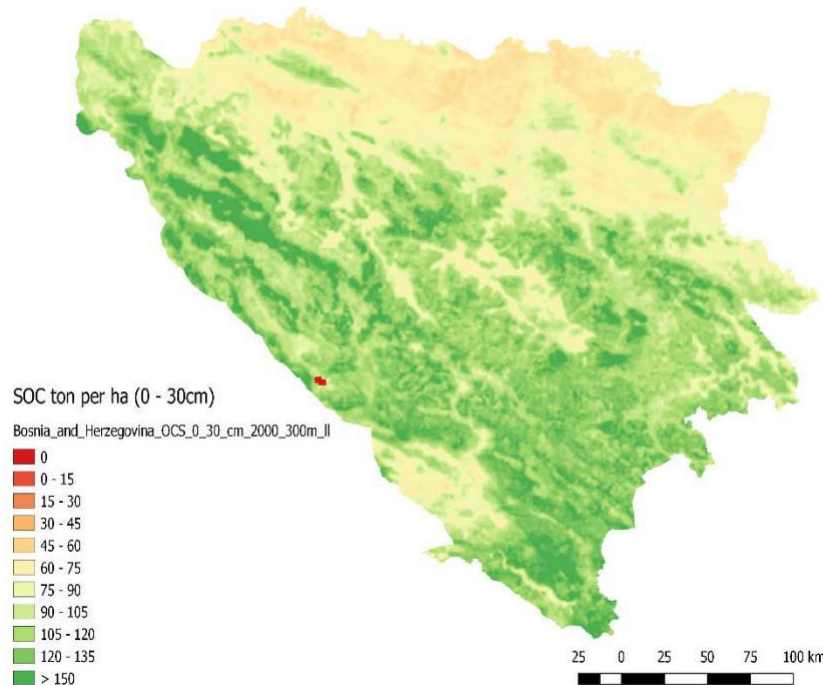 SOC ton per ha (0 - 30cm)
Bosnia_and_Herzegovina_OCS_0_30_cm_2000_300m_ll
0
0 - 15
15 - 30
30 - 45
45 - 60
60 - 75
75 - 90
90 - 105
105 - 120
120 - 135
> 150
25 0 25 50 75 100 km